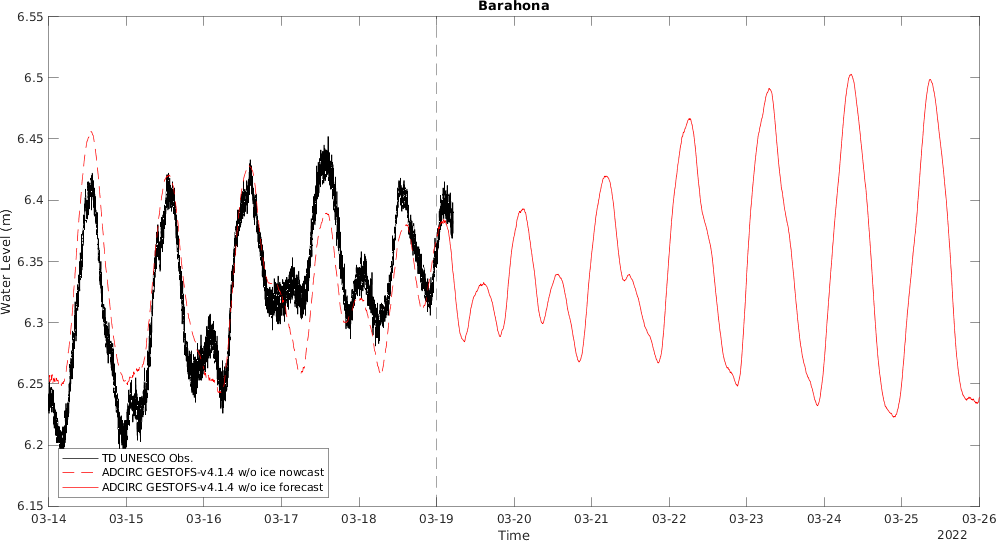 Barahona
6.55
6.5
6.45
6.4
6.35
6.3
6.25
6.2
6.15
Water Level (m)
TD UNESCO Obs.
ADCIRC GESTOFS-v4.1.4 w/o ice nowcast
ADCIRC GESTOFS-v4.1.4 w/o ice forecast
03-14 03-15 03-16 03-17 03-18 03-19 03-20 03-21 03-22 03-23 03-24 03-25 03-26
Time
2022